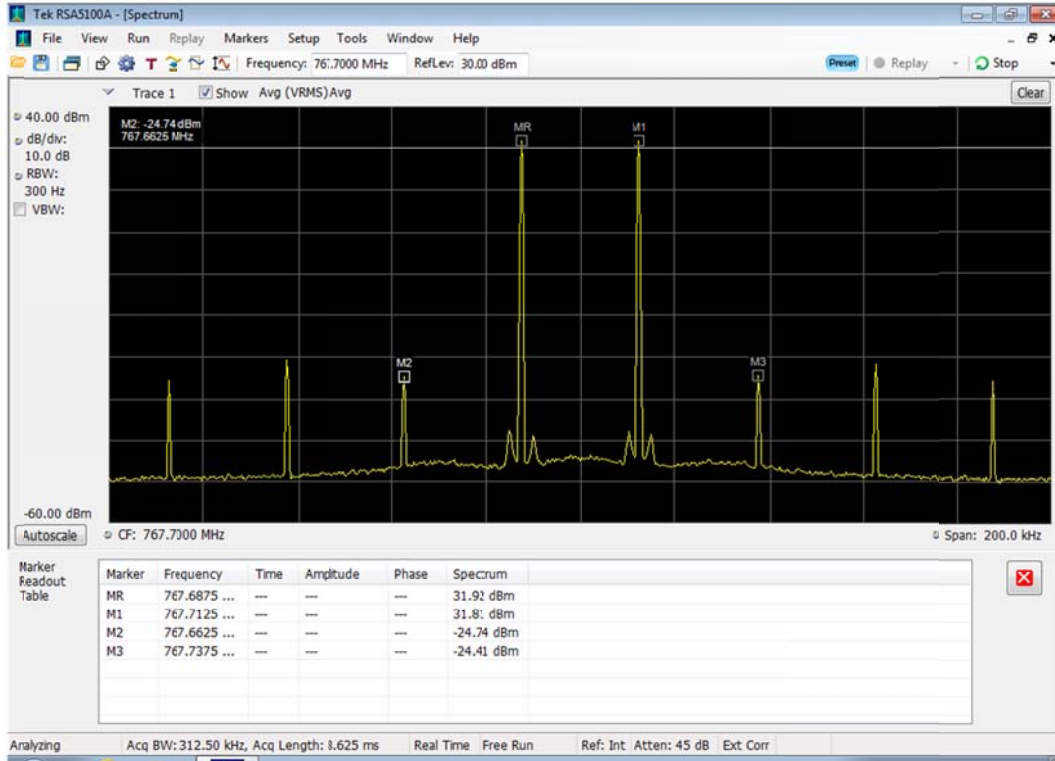 Tek RSA5100A - [Spectrum]
File View Run Replay Markers Setup Tools Window Help
Frequency: 767.7000 MHz RefLev: 30.00 dBm Preset Replay Stop
Trace 1 Show Avg (VRMS)Avg Clear
40.00 dBm
dB/div:
10.0 dB
RBW:
300 Hz
VBW:
M2: -24.74 dBm
767.6625 MHz
MR
M1
M2
M3
-60.00 dBm
Autoscale CF: 767.7000 MHz Span: 200.0 kHz
Marker Readout Table
Marker Frequency Time Amplitude Phase Spectrum
MR 767.6875 ... --- --- --- 31.92 dBm
M1 767.7125 ... --- --- --- 31.81 dBm
M2 767.6625 ... --- --- --- -24.74 dBm
M3 767.7375 ... --- --- --- -24.41 dBm
Analyzing Acq BW: 312.50 kHz, Acq Length: 8.625 ms Real Time Free Run Ref: Int Atten: 45 dB Ext Corr